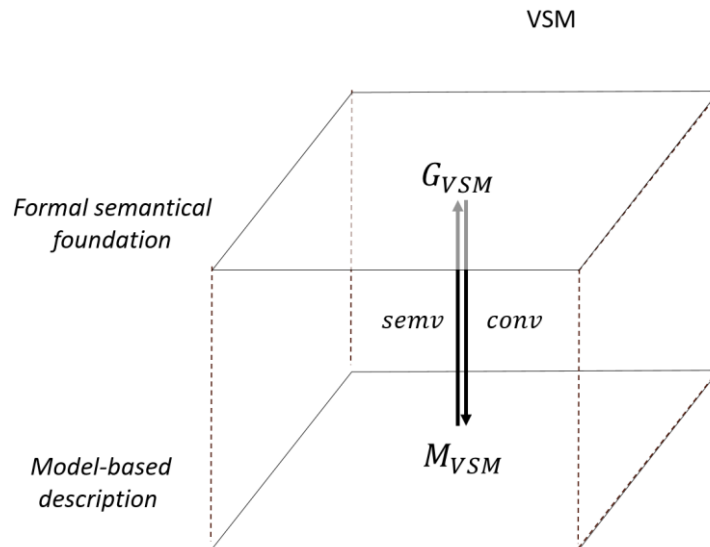 VSM
G_VSM
Formal semantical
foundation
semv conv
M_VSM
Model-based
description